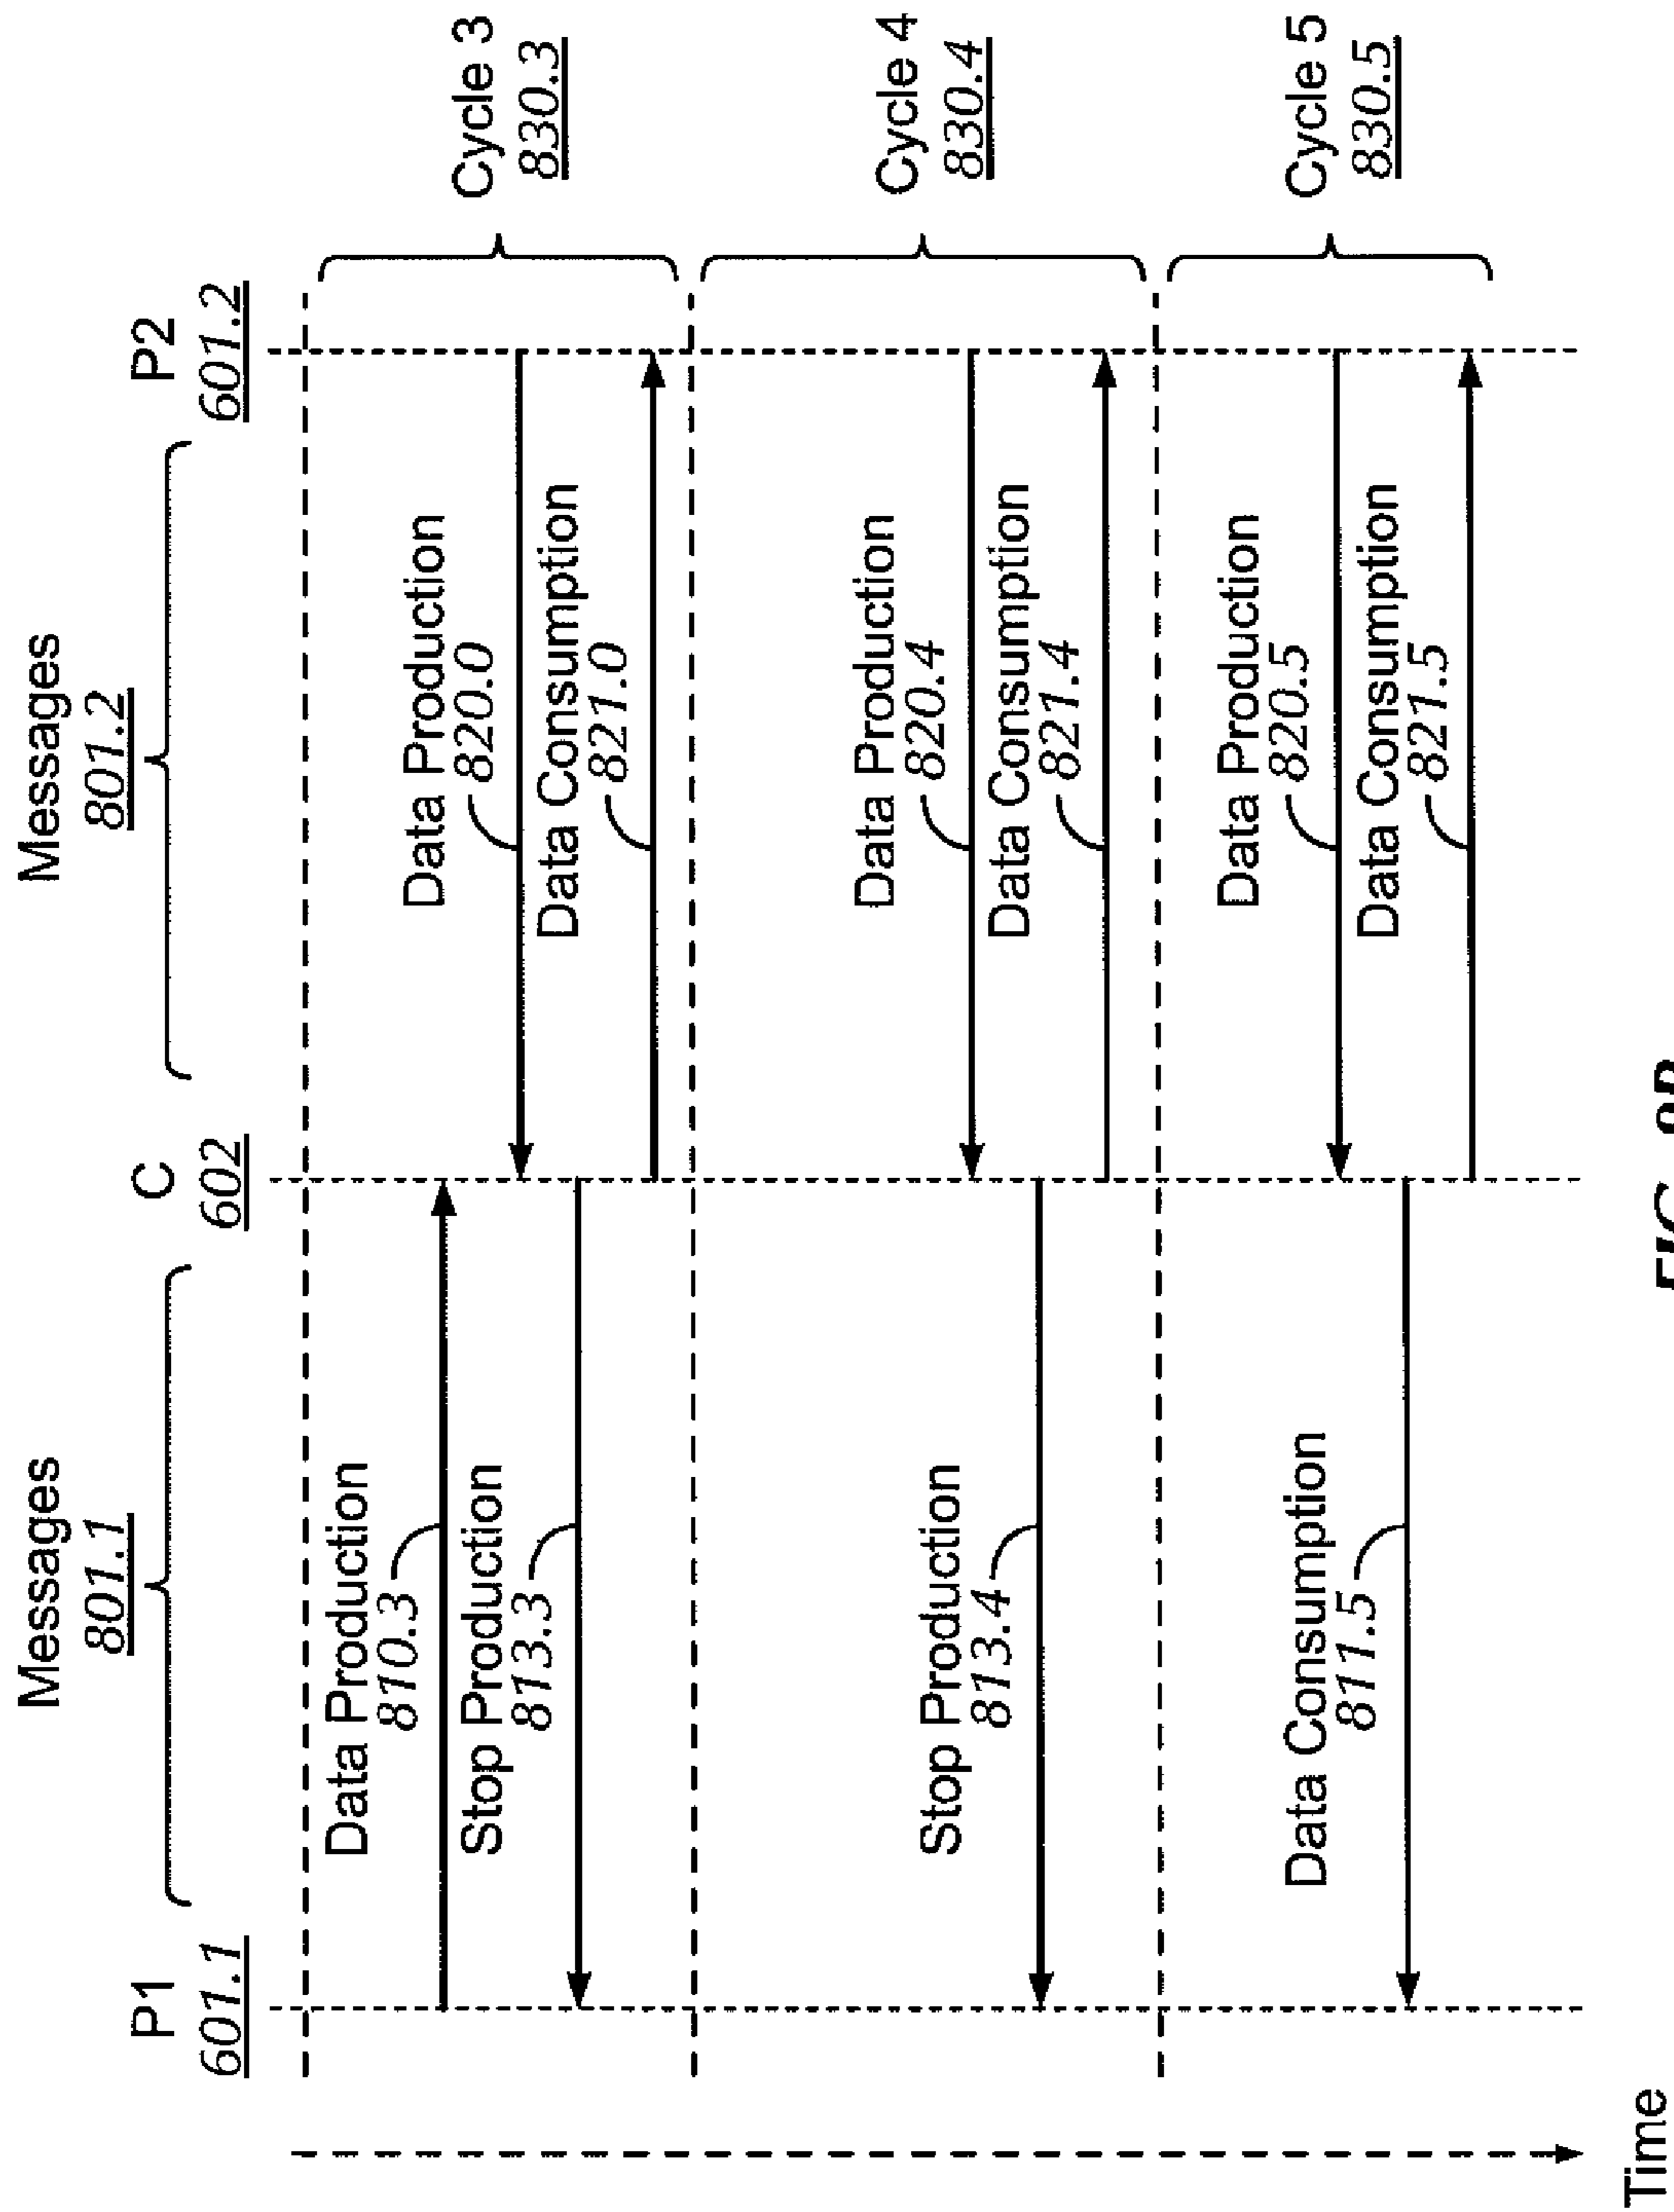 Messages
801.1
Messages
801.2
P1
601.1
C
602
P2
601.2
Cycle 3
830.3
Data Production
810.3
Data Production
820.0
Stop Production
813.3
Data Consumption
821.0
Cycle 4
830.4
Data Production
820.4
Stop Production
813.4
Data Consumption
821.4
Cycle 5
830.5
Data Production
820.5
Data Consumption
811.5
Data Consumption
821.5
Time
FIG.